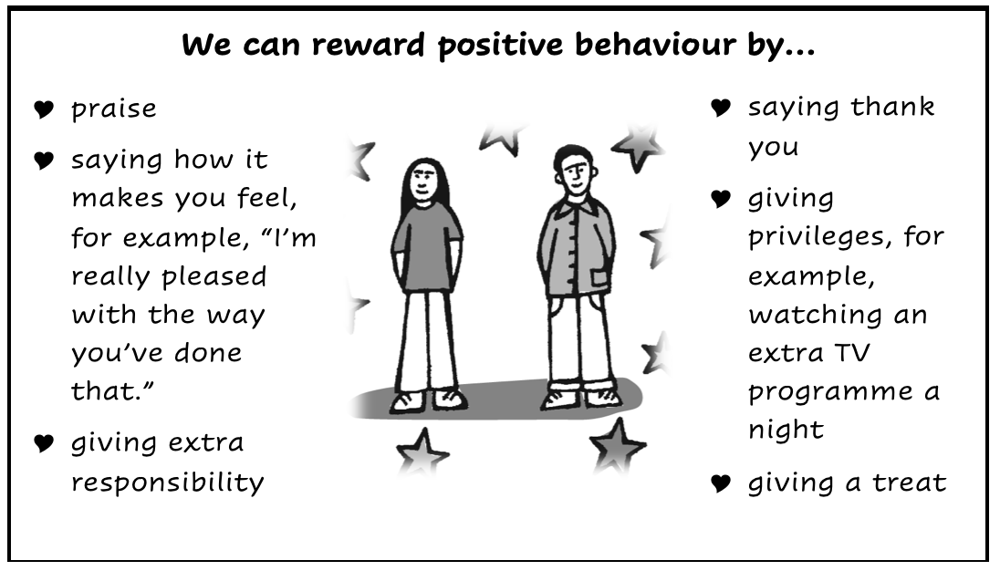 We can reward positive behaviour by...
praise
saying how it
makes you feel,
for example, “I’m
really pleased
with the way
you’ve done
that.”
giving extra
responsibility
saying thank
you
giving
privileges, for
example,
watching an
extra TV
programme a
night
giving a treat